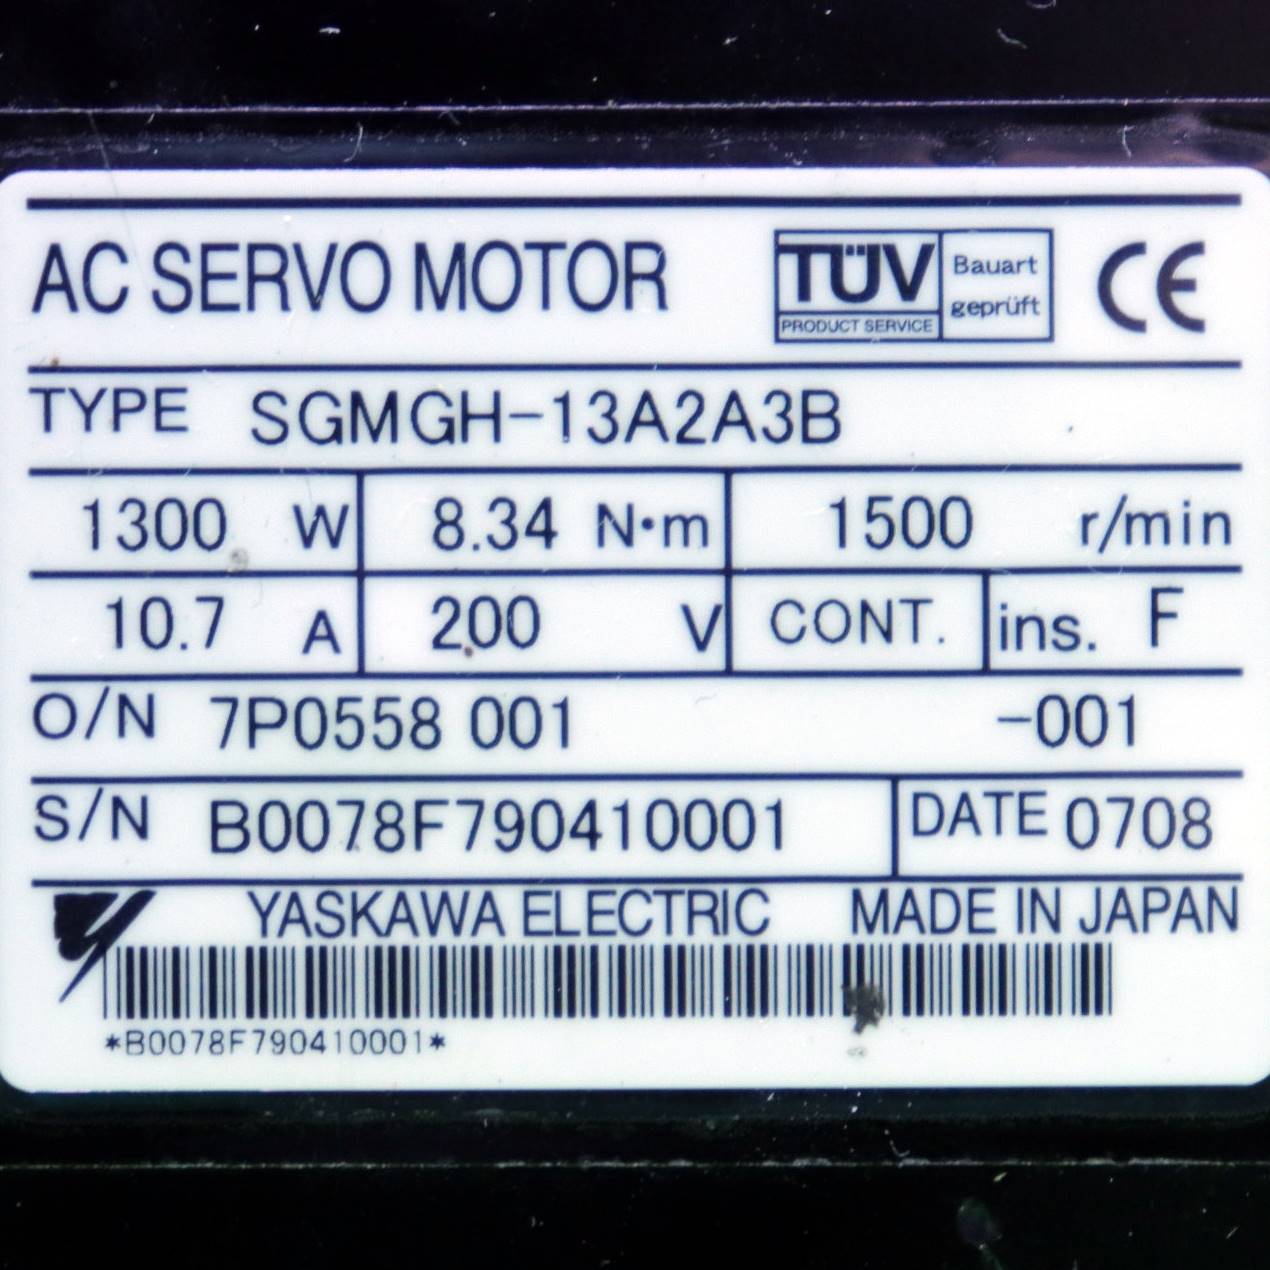 AC SERVO MOTOR TÜV PRODUCT SERVICE Bauart geprüft CE
TYPE SGMGH-13A2A3B
1300 W 8.34 N·m 1500 r/min
10.7 A 200 V CONT. ins. F
O/N 7P0558 001 -001
S/N B0078F790410001 DATE 0708
YASKAWA ELECTRIC MADE IN JAPAN
*B0078F790410001*